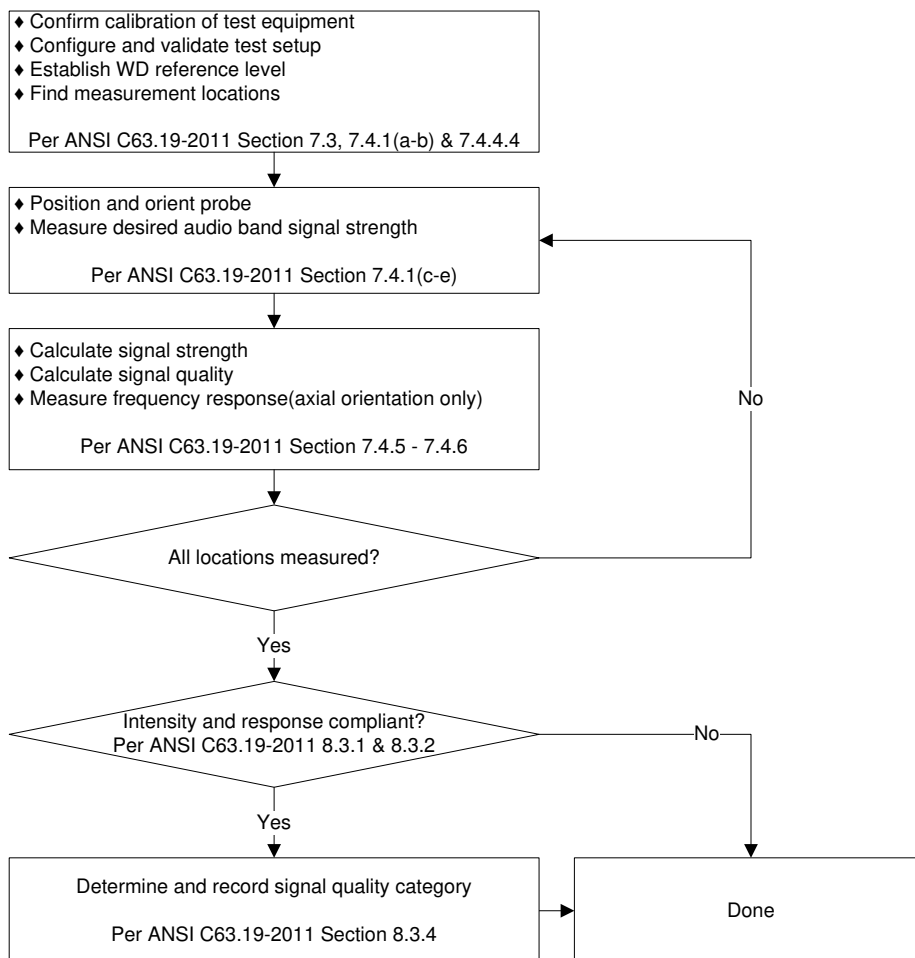 ♦ Confirm calibration of test equipment
♦ Configure and validate test setup
♦ Establish WD reference level
♦ Find measurement locations
Per ANSI C63.19-2011 Section 7.3, 7.4.1(a-b) & 7.4.4.4
♦ Position and orient probe
♦ Measure desired audio band signal strength
Per ANSI C63.19-2011 Section 7.4.1(c-e)
♦ Calculate signal strength
♦ Calculate signal quality
♦ Measure frequency response(axial orientation only)
Per ANSI C63.19-2011 Section 7.4.5 - 7.4.6
No
All locations measured?
Yes
Intensity and response compliant?
Per ANSI C63.19-2011 8.3.1 & 8.3.2
No
Yes
Determine and record signal quality category
Per ANSI C63.19-2011 Section 8.3.4
Done